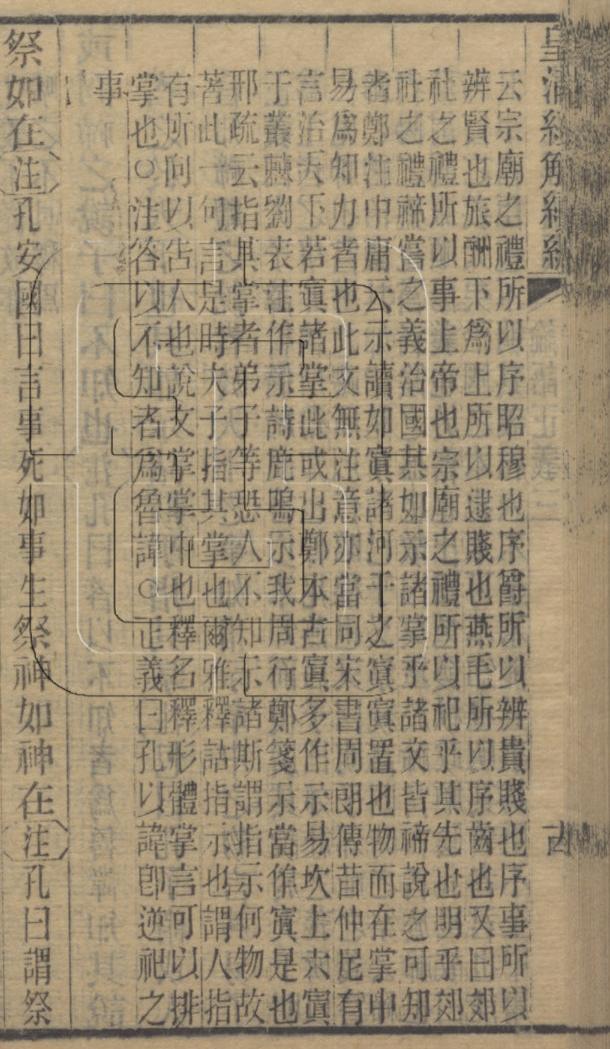 皇清經解續編
云宗廟之禮所以序昭穆也序爵所以辨貴賤也序事所以
辨賢也旅酬下爲上所以逮賤也燕毛所以序齒也又曰郊
社之禮所以事上帝也宗廟之禮所以祀乎其先也明乎郊
社之禮禘嘗之義治國其如示諸掌乎諸文皆禘說之可知
者鄭注中庸云示讀如寘諸河干之寘寘置也物而在掌中
易爲知力者也此文無注意亦當同宋書周朗傳昔仲尼有
言治天下若寘諸掌此或出鄭本古寘多作示易坎上六寘
于叢棘劉表注作示詩鹿鳴示我周行鄭箋示當作寘是也
邢疏云指其掌者弟子等恐人不知示諸斯謂指示何物故
著此一句言是時夫子指其掌也爾雅釋詁指示也謂人指
有所向以告人也說文掌掌中也釋名釋形體掌言可以排
掌也○注答以不知者爲魯諱○正義曰孔以諱卽逆祀之
事
祭如在注孔安國曰言事死如事生祭神如神在注孔曰謂祭